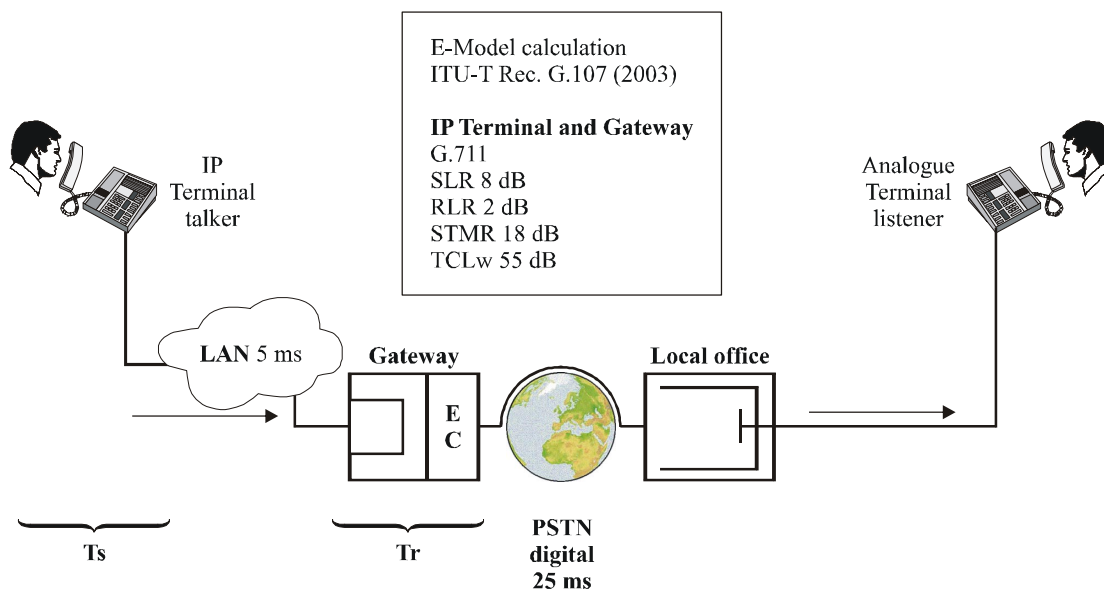 E-Model calculation
ITU-T Rec. G.107 (2003)
IP Terminal and Gateway
G.711
SLR 8 dB
RLR 2 dB
STMR 18 dB
TCLw 55 dB
IP
Terminal
talker
Analogue
Terminal
listener
LAN 5 ms
Gateway
E
C
Local office
Ts
Tr
PSTN
digital
25 ms